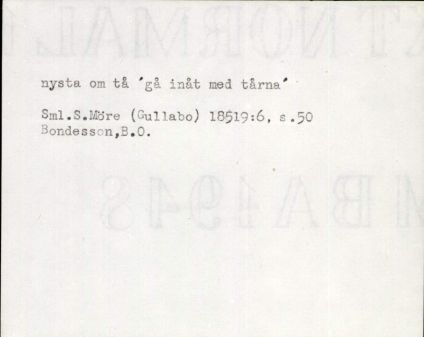 nysta om tå 'gå inåt med tårna'
Sml.S.Möre (Gullabo) 18519:6, s.50
Bondesson,B.O.